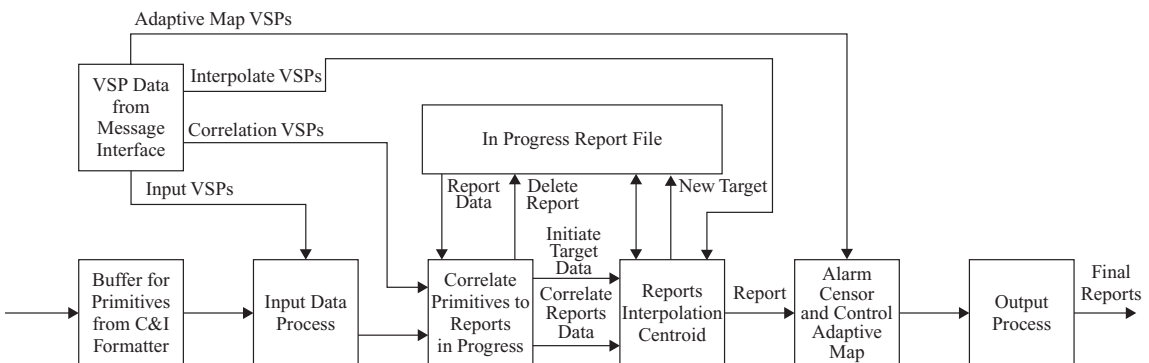 Adaptive Map VSPs
VSP Data
from
Message
Interface
Interpolate VSPs
Correlation VSPs
Input VSPs
In Progress Report File
Report
Data
Delete
Report
New Target
Initiate
Target
Data
Correlate
Reports
Data
Buffer for
Primitives
from C&I
Formatter
Input Data
Process
Correlate
Primitives to
Reports
in Progress
Reports
Interpolation
Centroid
Report
Alarm
Censor
and Control
Adaptive
Map
Output
Process
Final
Reports